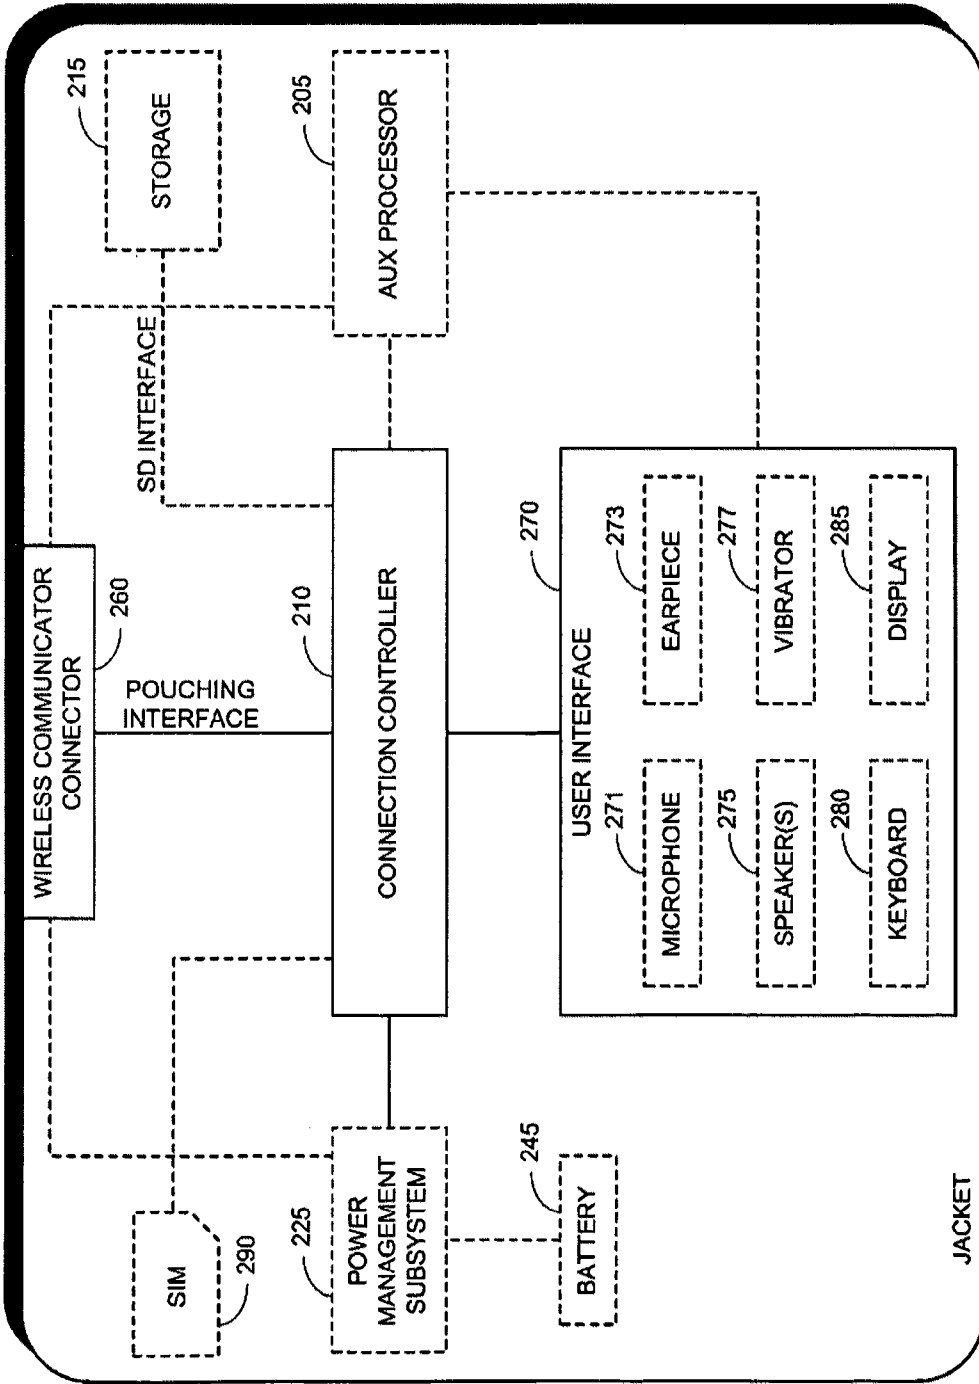 WIRELESS COMMUNICATOR
CONNECTOR
260
STORAGE
215
SIM
290
POUCHING
INTERFACE
SD INTERFACE
POWER
MANAGEMENT
SUBSYSTEM
225
CONNECTION CONTROLLER
210
AUX PROCESSOR
205
BATTERY
245
USER INTERFACE
270
MICROPHONE
271
EARPIECE
273
SPEAKER(S)
275
VIBRATOR
277
KEYBOARD
280
DISPLAY
285
JACKET